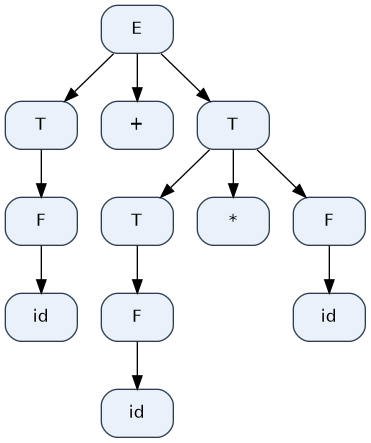 E
T + T
F T * F
id F id
id